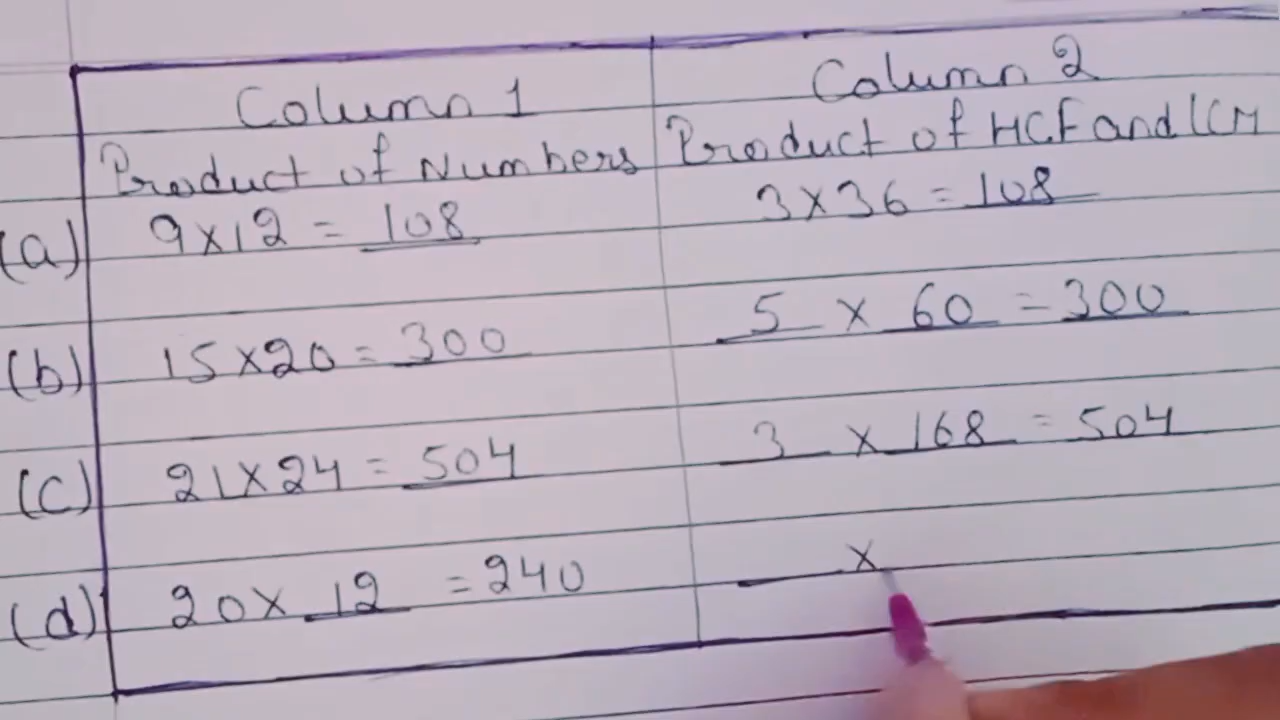 Column 1 Column 2
Product of Numbers Product of HCF and LCM
(a) 9x12 = 108 3x36 = 108
(b) 15x20 = 300 5 x 60 = 300
(c) 21x24 = 504 3 x 168 = 504
(d) 20x 12 = 240 ___ x